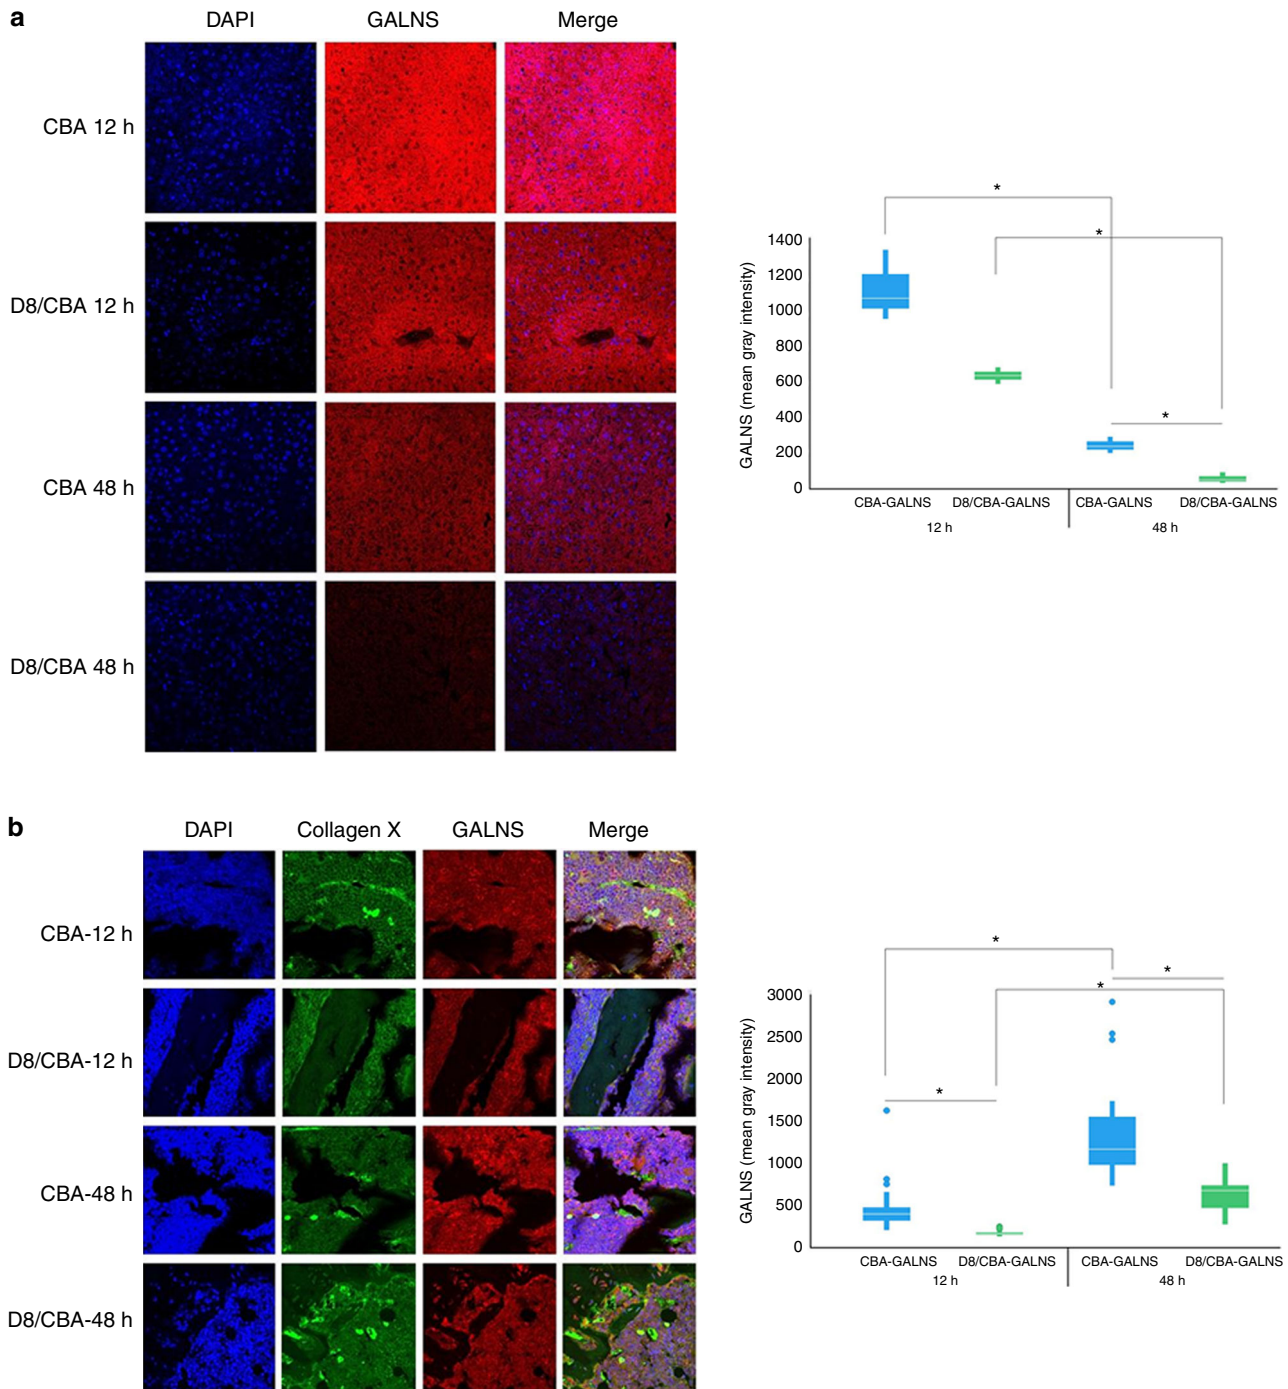 a
DAPI GALNS Merge
CBA 12 h
D8/CBA 12 h
CBA 48 h
D8/CBA 48 h
*
*
*
GALNS (mean gray intensity)
1400
1200
1000
800
600
400
200
0
CBA-GALNS D8/CBA-GALNS CBA-GALNS D8/CBA-GALNS
12 h 48 h
b
DAPI Collagen X GALNS Merge
CBA-12 h
D8/CBA-12 h
CBA-48 h
D8/CBA-48 h
*
*
*
*
GALNS (mean gray intensity)
3000
2500
2000
1500
1000
500
0
CBA-GALNS D8/CBA-GALNS CBA-GALNS D8/CBA-GALNS
12 h 48 h